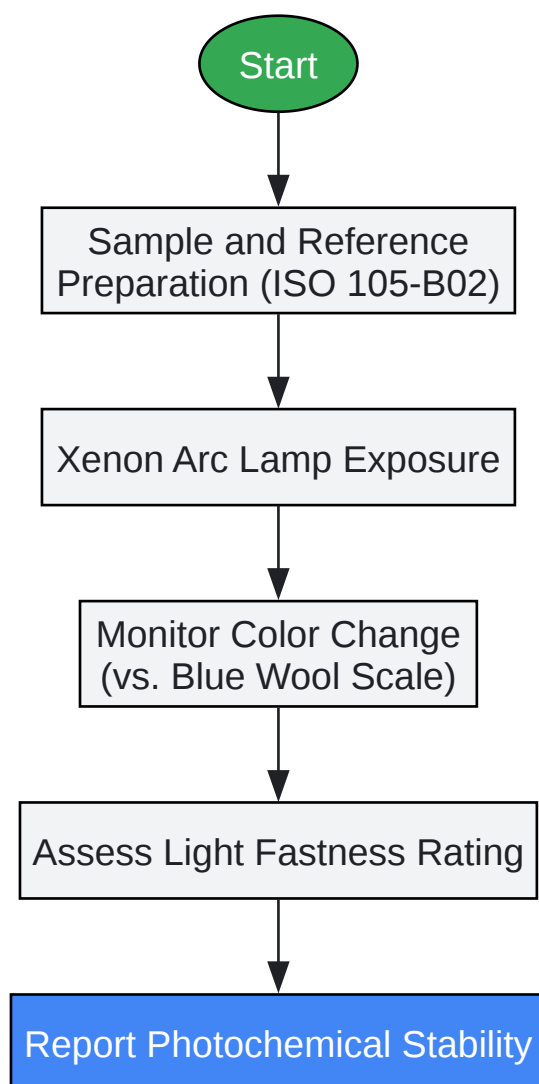 Start
Sample and Reference
Preparation (ISO 105-B02)
Xenon Arc Lamp Exposure
Monitor Color Change
(vs. Blue Wool Scale)
Assess Light Fastness Rating
Report Photochemical Stability